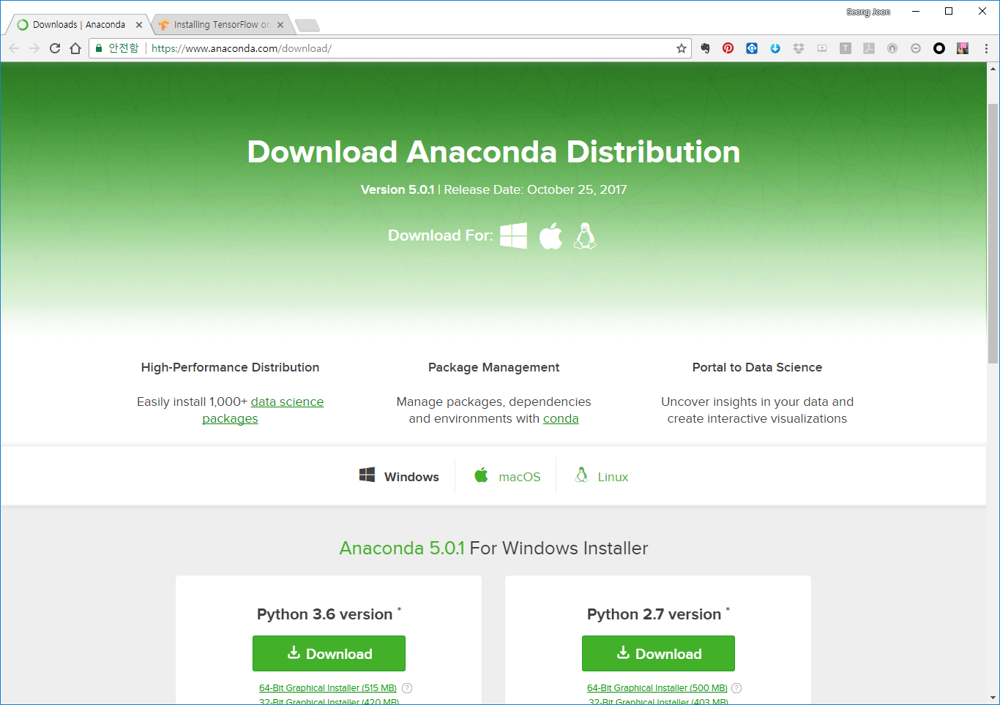 Seong Joon
Downloads | Anaconda
Installing TensorFlow on
안전함
https://www.anaconda.com/download/
Download Anaconda Distribution
Version 5.0.1 | Release Date: October 25, 2017
Download For:
High-Performance Distribution
Easily install 1,000+ data science
packages
Package Management
Manage packages, dependencies
and environments with conda
Portal to Data Science
Uncover insights in your data and
create interactive visualizations
Windows
macOS
Linux
Anaconda 5.0.1 For Windows Installer
Python 3.6 version *
Download
64-Bit Graphical Installer (515 MB) ?
32-Bit Graphical Installer (420 MB)
Python 2.7 version *
Download
64-Bit Graphical Installer (500 MB) ?
32-Bit Graphical Installer (403 MB)